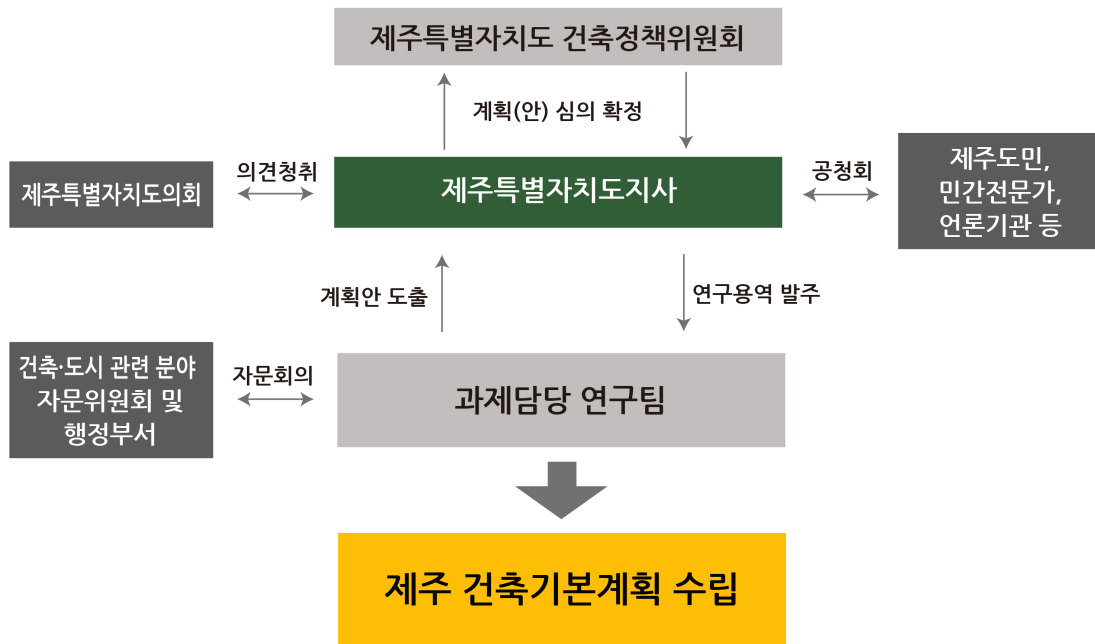 제주특별자치도 건축정책위원회
계획(안) 심의 확정
제주특별자치도의회
의견청취
제주특별자치도지사
공청회
제주도민,
민간전문가,
언론기관 등
계획안 도출
연구용역 발주
건축·도시 관련 분야
자문위원회 및
행정부서
자문회의
과제담당 연구팀
제주 건축기본계획 수립